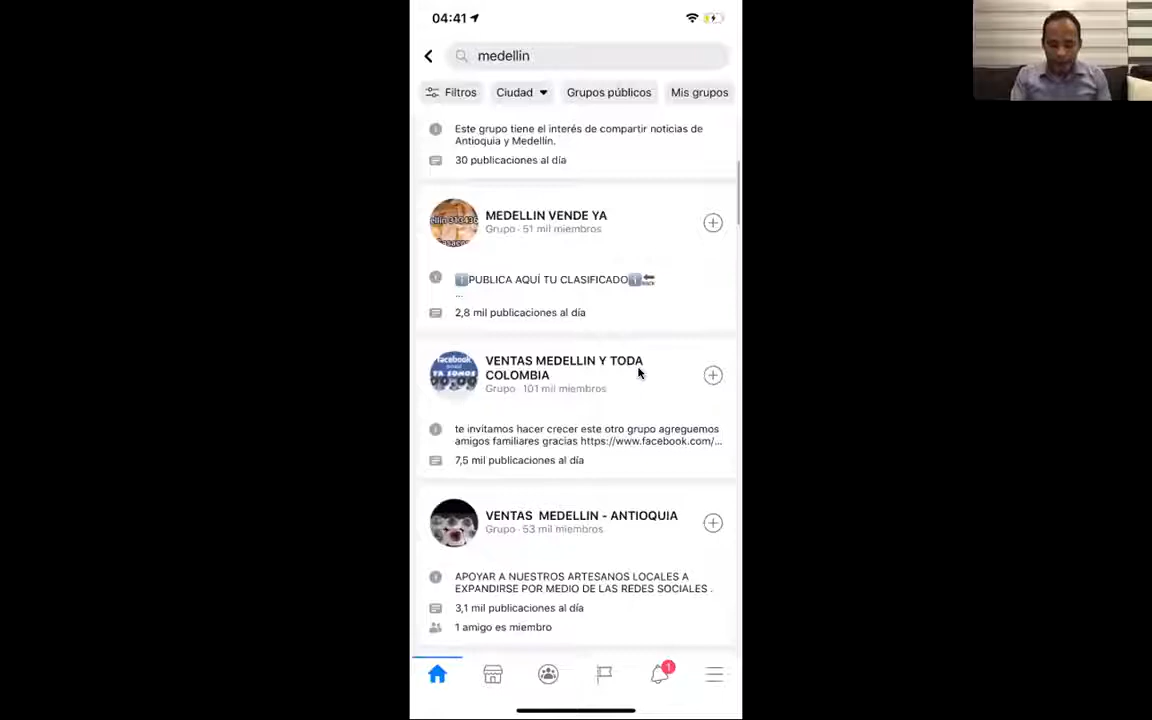 04:41
medellin
Filtros
Ciudad
Grupos públicos
Mis grupos
Este grupo tiene el interés de compartir noticias de
Antioquia y Medellín.
30 publicaciones al día
MEDELLIN VENDE YA
Grupo · 51 mil miembros
PUBLICA AQUÍ TU CLASIFICADO
...
2,8 mil publicaciones al día
VENTAS MEDELLIN Y TODA
COLOMBIA
Grupo · 101 mil miembros
te invitamos hacer crecer este otro grupo agreguemos
amigos familiares gracias https://www.facebook.com/...
7,5 mil publicaciones al día
VENTAS MEDELLIN - ANTIOQUIA
Grupo · 53 mil miembros
APOYAR A NUESTROS ARTESANOS LOCALES A
EXPANDIRSE POR MEDIO DE LAS REDES SOCIALES .
3,1 mil publicaciones al día
1 amigo es miembro
1